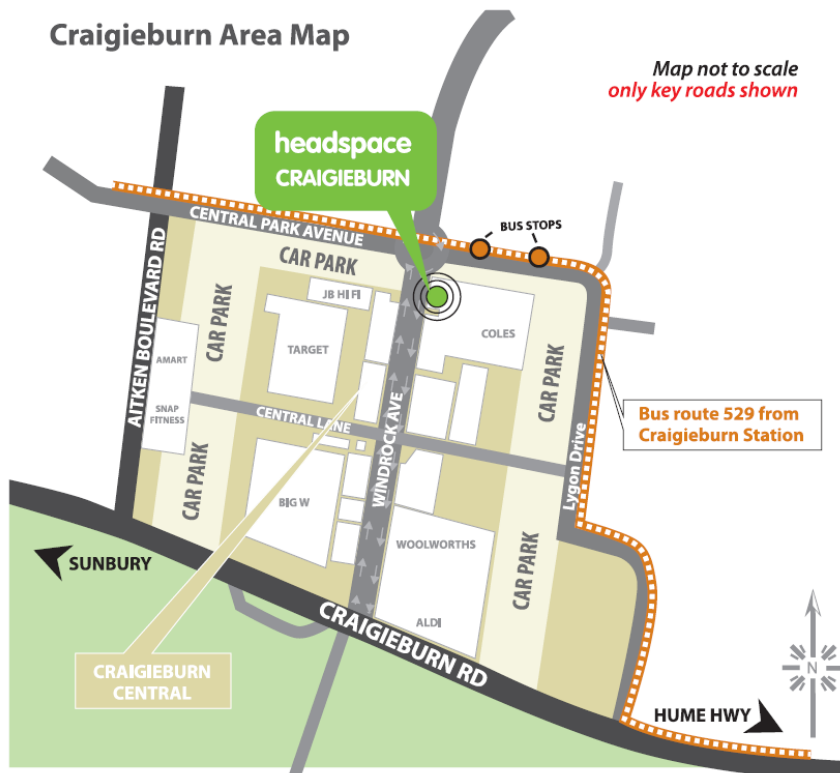 Craigieburn Area Map
Map not to scale
only key roads shown
headspace
CRAIGIEBURN
BUS STOPS
CENTRAL PARK AVENUE
CAR PARK
JB HI FI
COLES
TARGET
CAR PARK
AITKEN BOULEVARD RD
AMART
SNAP
FITNESS
CAR PARK
CENTRAL LANE
WINDROCK AVE
CAR PARK
Lygon Drive
Bus route 529 from
Craigieburn Station
BIG W
WOOLWORTHS
CAR PARK
ALDI
SUNBURY
CRAIGIEBURN RD
CRAIGIEBURN
CENTRAL
HUME HWY
N